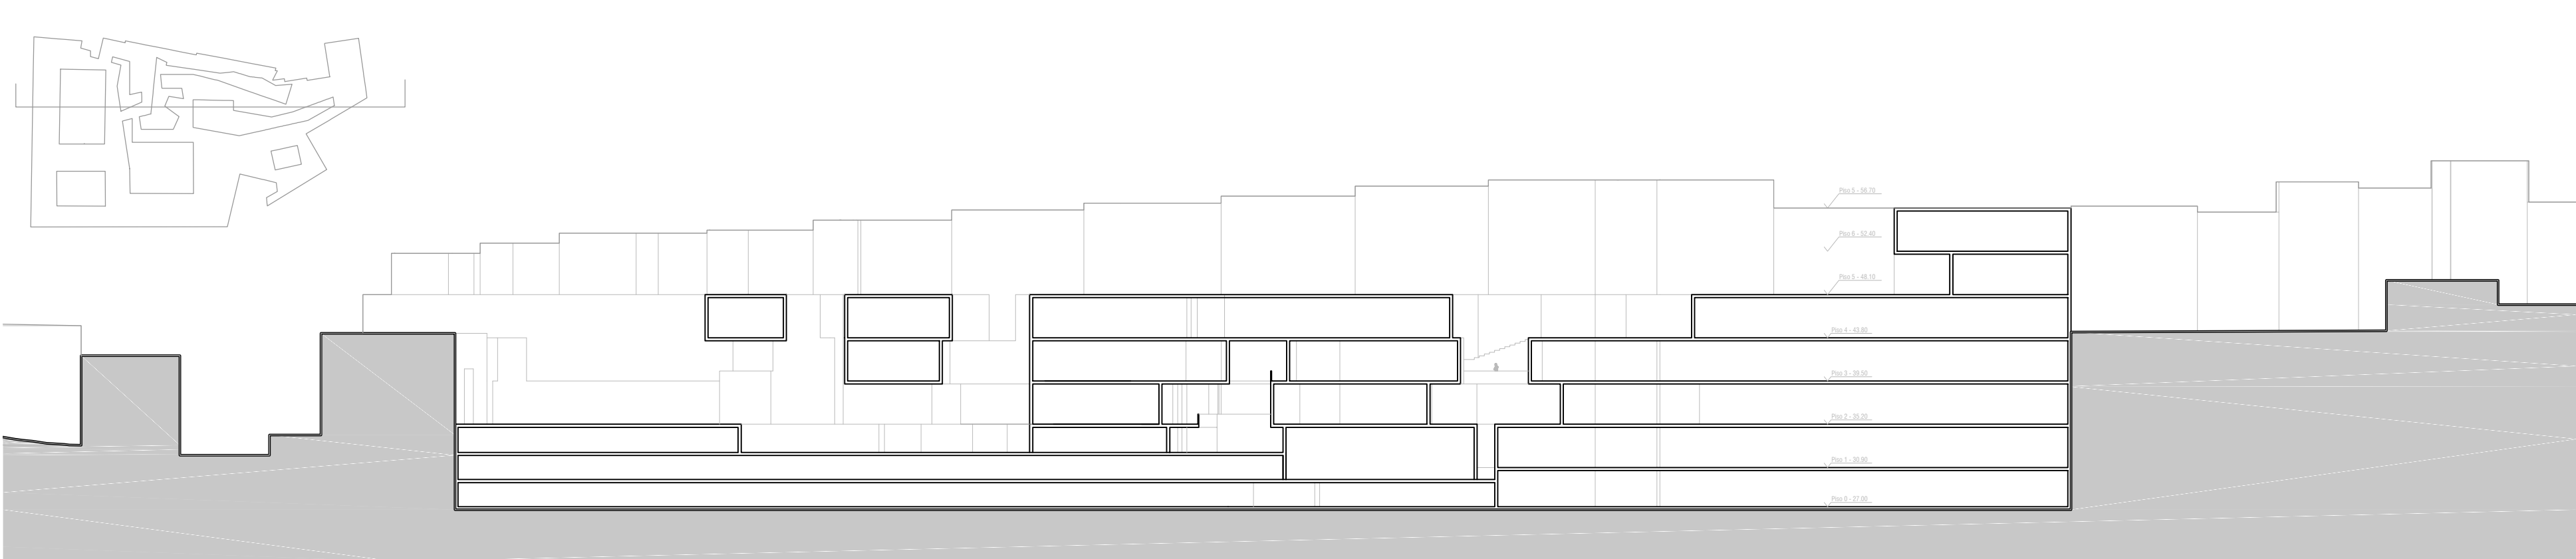 Piso 5 - 56.70
Piso 6 - 52.40
Piso 5 - 48.10
Piso 4 - 43.80
Piso 3 - 39.50
Piso 2 - 35.20
Piso 1 - 30.90
Piso 0 - 27.00